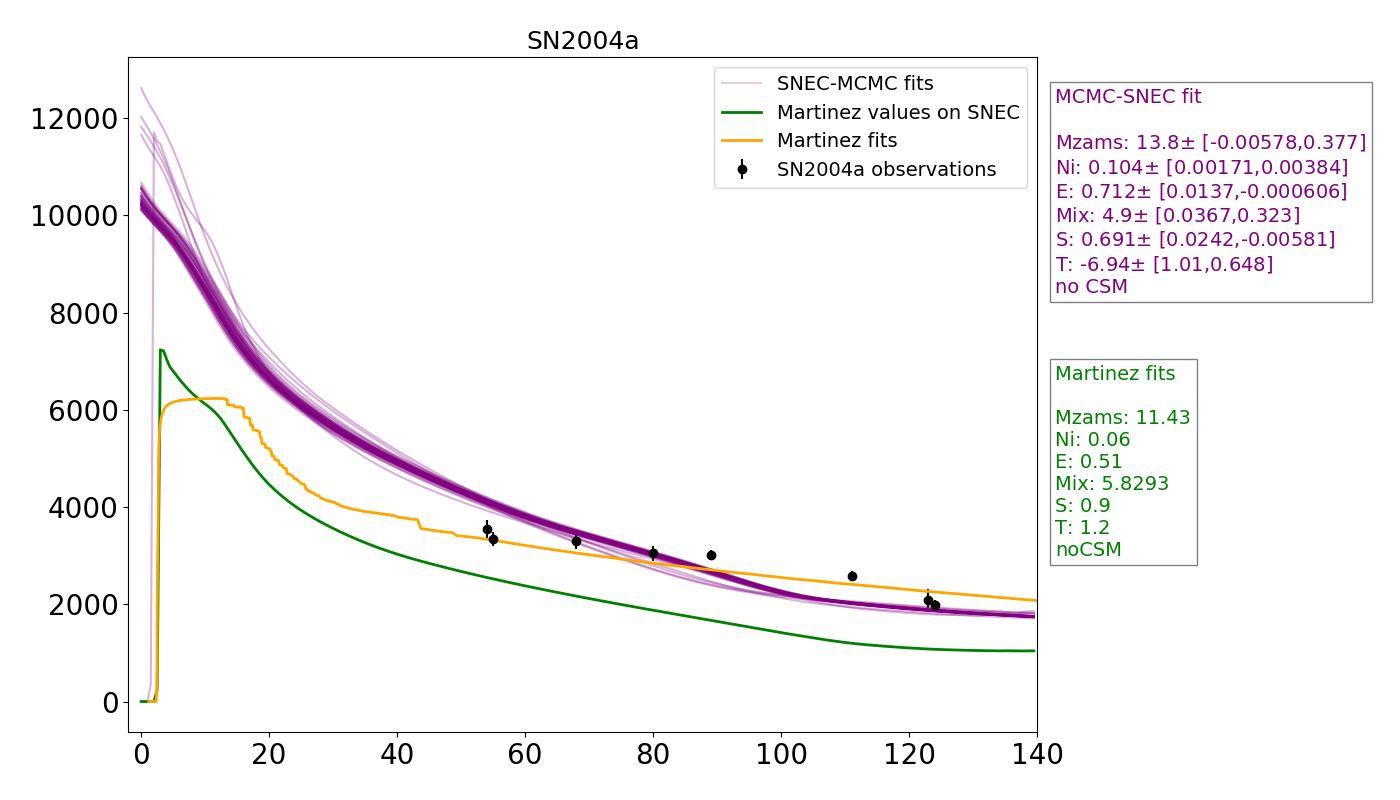 SN2004a
12000
10000
8000
6000
4000
2000
0
0 20 40 60 80 100 120 140
SNEC-MCMC fits
Martinez values on SNEC
Martinez fits
SN2004a observations
MCMC-SNEC fit
Mzams: 13.8± [-0.00578,0.377]
Ni: 0.104± [0.00171,0.00384]
E: 0.712± [0.0137,-0.000606]
Mix: 4.9± [0.0367,0.323]
S: 0.691± [0.0242,-0.00581]
T: -6.94± [1.01,0.648]
no CSM
Martinez fits
Mzams: 11.43
Ni: 0.06
E: 0.51
Mix: 5.8293
S: 0.9
T: 1.2
noCSM